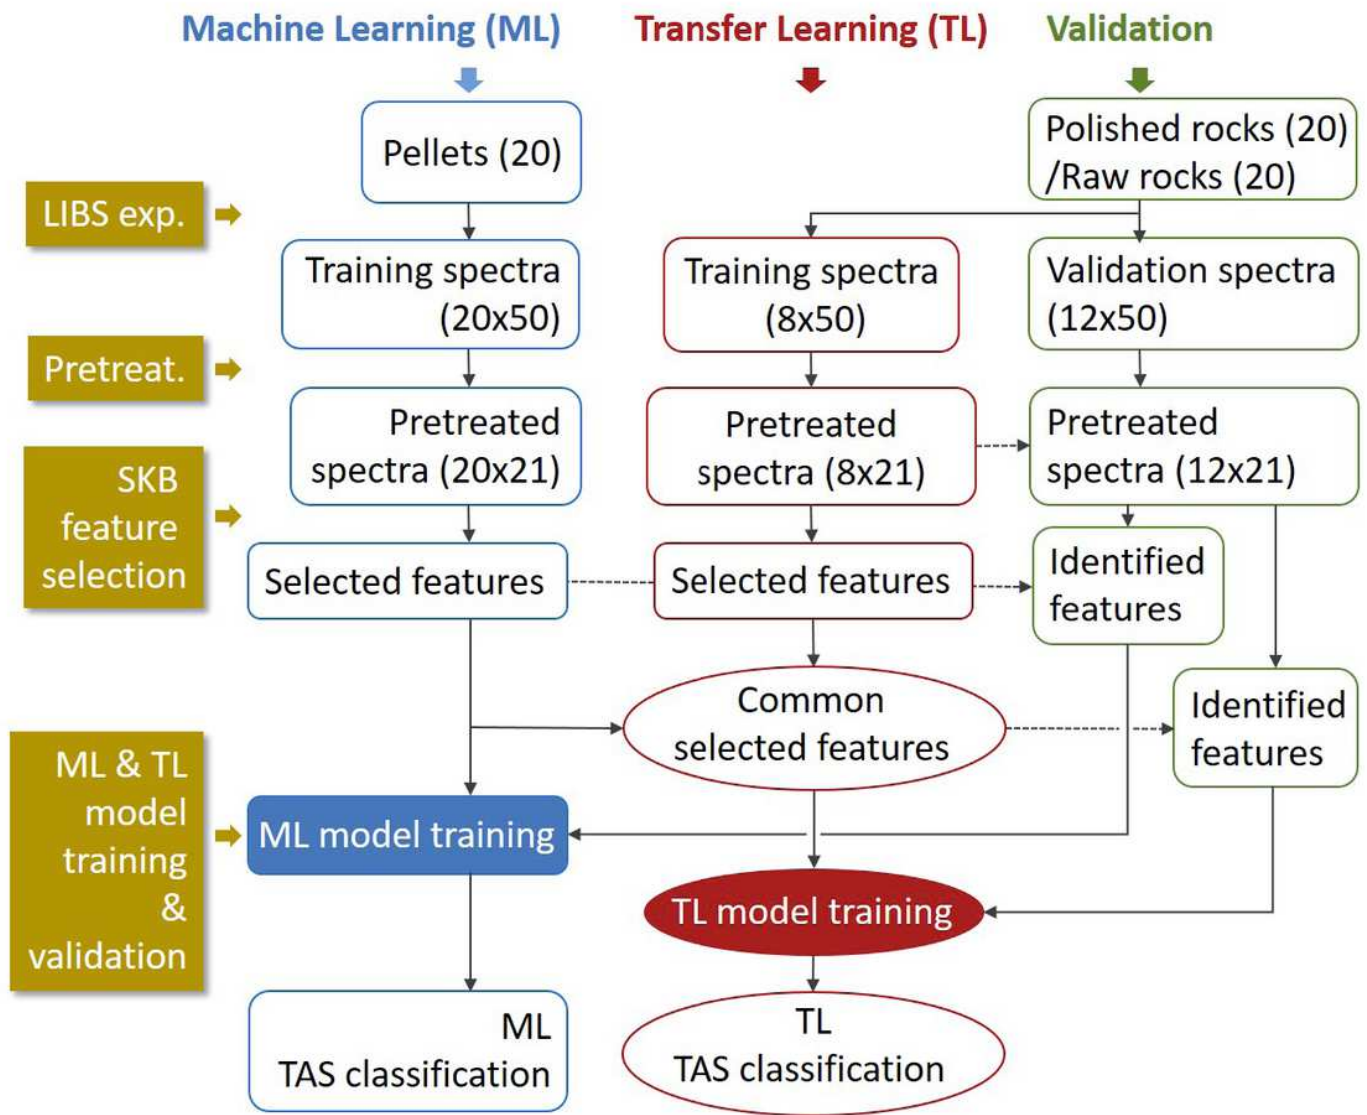 Machine Learning (ML)
Transfer Learning (TL)
Validation
Pellets (20)
Polished rocks (20)
/Raw rocks (20)
LIBS exp.
Training spectra
(20x50)
Training spectra
(8x50)
Validation spectra
(12x50)
Pretreat.
Pretreated
spectra (20x21)
Pretreated
spectra (8x21)
Pretreated
spectra (12x21)
SKB
feature
selection
Selected features
Selected features
Identified
features
Common
selected features
Identified
features
ML & TL
model
training
&
validation
ML model training
TL model training
ML
TAS classification
TL
TAS classification